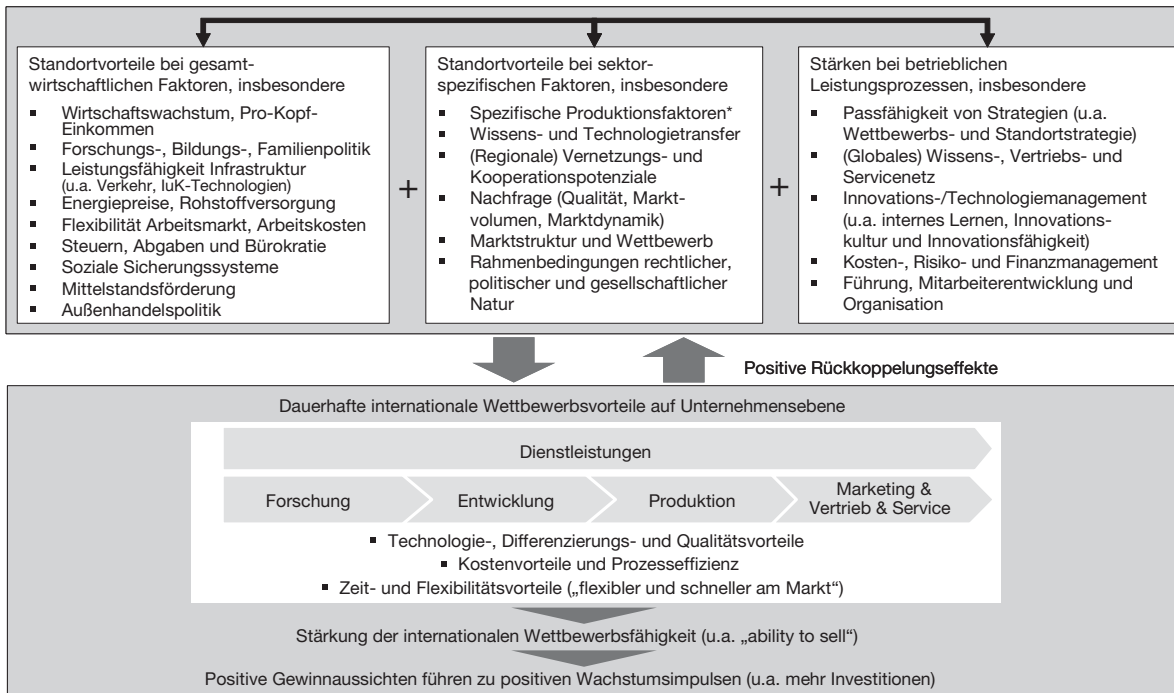 Standortvorteile bei gesamt-
wirtschaftlichen Faktoren, insbesondere
▪ Wirtschaftswachstum, Pro-Kopf-
Einkommen
▪ Forschungs-, Bildungs-, Familienpolitik
▪ Leistungsfähigkeit Infrastruktur
(u.a. Verkehr, IuK-Technologien)
▪ Energiepreise, Rohstoffversorgung
▪ Flexibilität Arbeitsmarkt, Arbeitskosten
▪ Steuern, Abgaben und Bürokratie
▪ Soziale Sicherungssysteme
▪ Mittelstandsförderung
▪ Außenhandelspolitik
+
Standortvorteile bei sektor-
spezifischen Faktoren, insbesondere
▪ Spezifische Produktionsfaktoren*
▪ Wissens- und Technologietransfer
▪ (Regionale) Vernetzungs- und
Kooperationspotenziale
▪ Nachfrage (Qualität, Markt-
volumen, Marktdynamik)
▪ Marktstruktur und Wettbewerb
▪ Rahmenbedingungen rechtlicher,
politischer und gesellschaftlicher
Natur
+
Stärken bei betrieblichen
Leistungsprozessen, insbesondere
▪ Passfähigkeit von Strategien (u.a.
Wettbewerbs- und Standortstrategie)
▪ (Globales) Wissens-, Vertriebs- und
Servicenetz
▪ Innovations-/Technologiemanagement
(u.a. internes Lernen, Innovations-
kultur und Innovationsfähigkeit)
▪ Kosten-, Risiko- und Finanzmanagement
▪ Führung, Mitarbeiterentwicklung und
Organisation
Positive Rückkoppelungseffekte
Dauerhafte internationale Wettbewerbsvorteile auf Unternehmensebene
Dienstleistungen
Forschung
Entwicklung
Produktion
Marketing &
Vertrieb & Service
▪ Technologie-, Differenzierungs- und Qualitätsvorteile
▪ Kostenvorteile und Prozesseffizienz
▪ Zeit- und Flexibilitätsvorteile („flexibler und schneller am Markt“)
Stärkung der internationalen Wettbewerbsfähigkeit (u.a. „ability to sell“)
Positive Gewinnaussichten führen zu positiven Wachstumsimpulsen (u.a. mehr Investitionen)